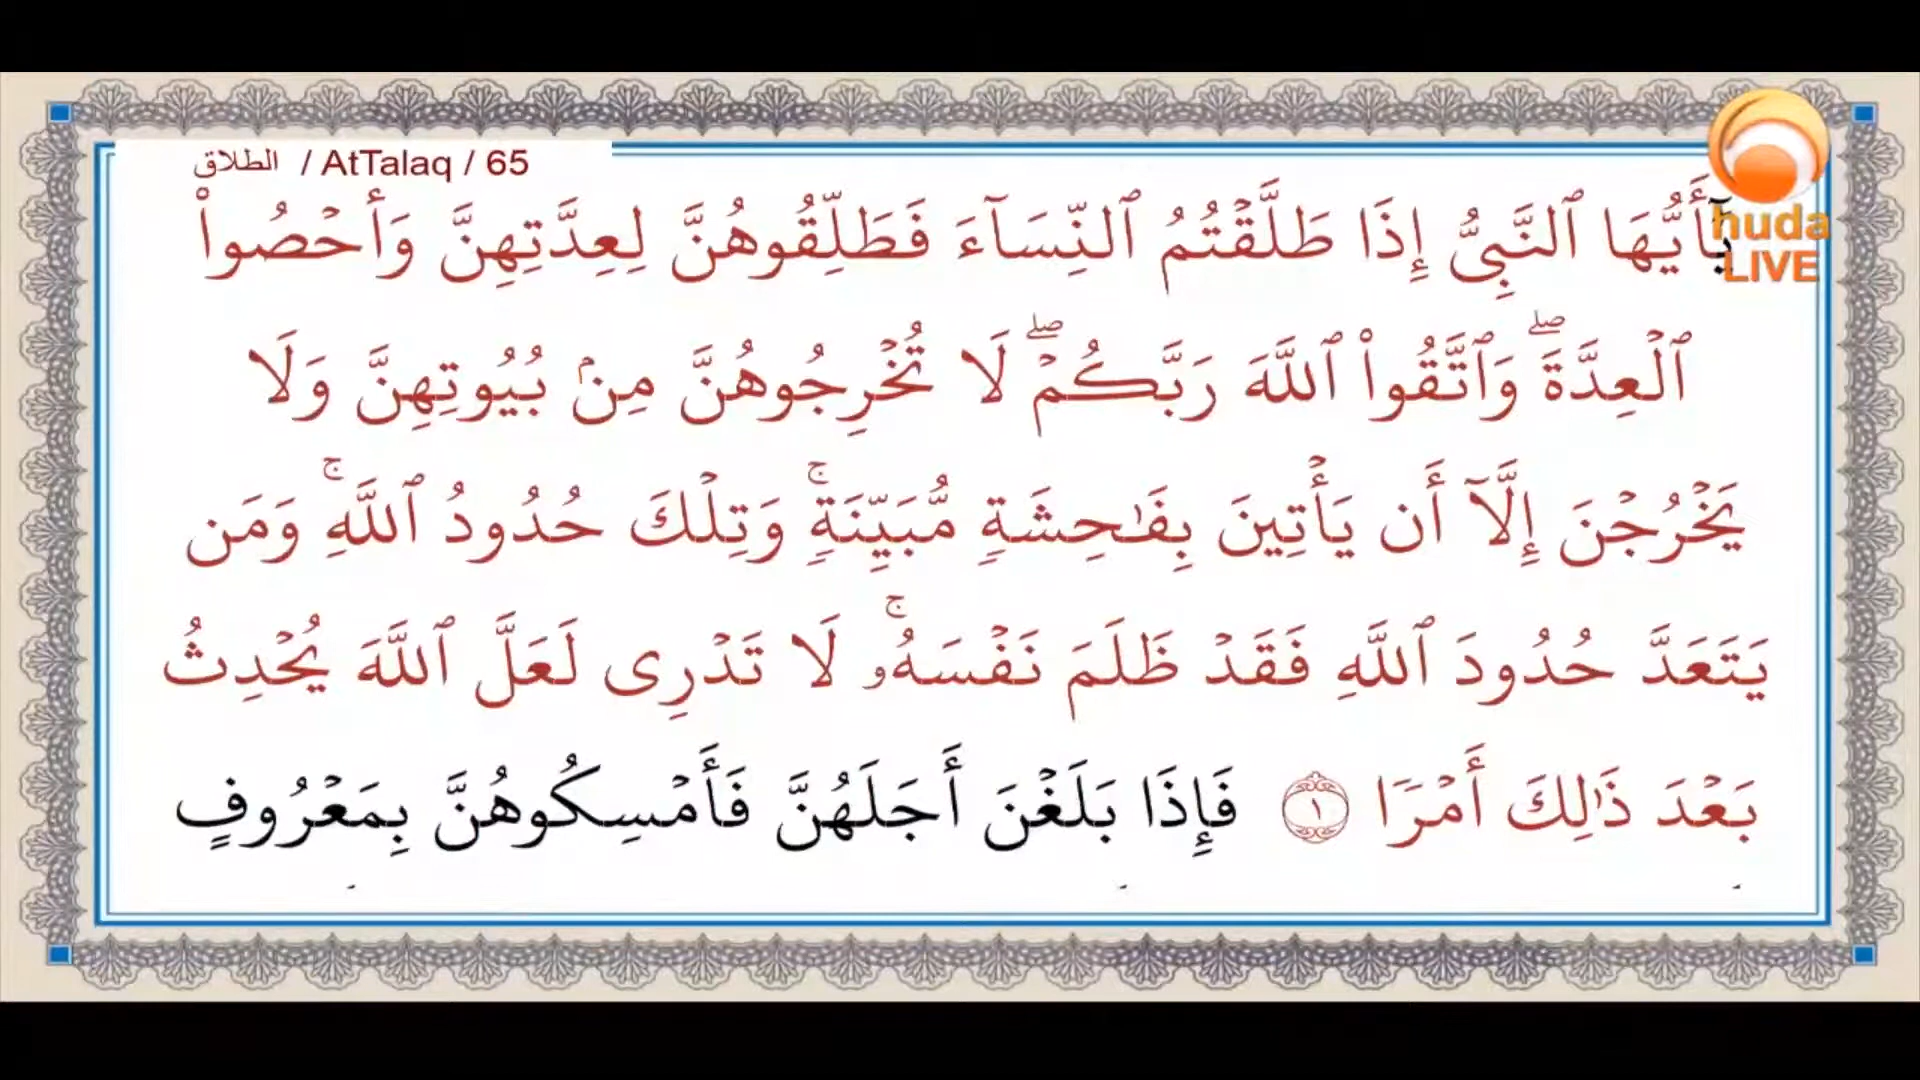 الطلاق / AtTalaq / 65
huda
LIVE
يَٰٓأَيُّهَا ٱلنَّبِىُّ إِذَا طَلَّقْتُمُ ٱلنِّسَآءَ فَطَلِّقُوهُنَّ لِعِدَّتِهِنَّ وَأَحْصُوا۟
ٱلْعِدَّةَ ۖ وَٱتَّقُوا۟ ٱللَّهَ رَبَّكُمْ ۖ لَا تُخْرِجُوهُنَّ مِنۢ بُيُوتِهِنَّ وَلَا
يَخْرُجْنَ إِلَّآ أَن يَأْتِينَ بِفَٰحِشَةٍ مُّبَيِّنَةٍ ۚ وَتِلْكَ حُدُودُ ٱللَّهِ ۚ وَمَن
يَتَعَدَّ حُدُودَ ٱللَّهِ فَقَدْ ظَلَمَ نَفْسَهُۥ ۚ لَا تَدْرِى لَعَلَّ ٱللَّهَ يُحْدِثُ
بَعْدَ ذَٰلِكَ أَمْرًا ١ فَإِذَا بَلَغْنَ أَجَلَهُنَّ فَأَمْسِكُوهُنَّ بِمَعْرُوفٍ